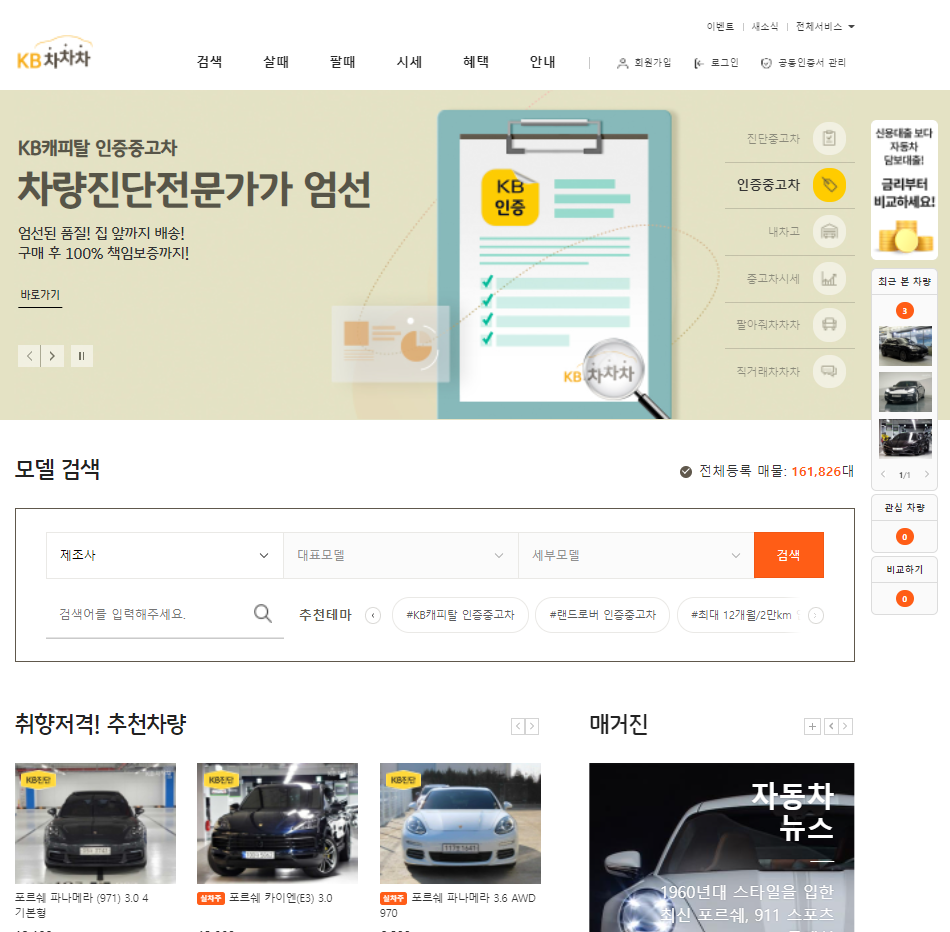 이벤트 새소식 전체서비스
KB차차차
검색 살때 팔때 시세 혜택 안내 회원가입 로그인 공동인증서 관리
KB캐피탈 인증중고차
차량진단전문가가 엄선
엄선된 품질! 집 앞까지 배송!
구매 후 100% 책임보증까지!
바로가기
KB
인증
KB차차차
진단중고차
인증중고차
내차고
중고차시세
팔아줘차차차
직거래차차차
신용대출 보다
자동차
담보대출!
금리부터
비교하세요!
최근 본 차량
3
1/1
관심 차량
0
비교하기
0
모델 검색
전체등록 매물: 161,826대
제조사 대표모델 세부모델 검색
검색어를 입력해주세요. 추천테마 #KB캐피탈 인증중고차 #랜드로버 인증중고차 #최대 12개월/2만km
취향저격! 추천차량
KB진단 KB진단 KB진단
포르쉐 파나메라 (971) 3.0 4
기본형
실차주 포르쉐 카이엔(E3) 3.0
실차주 포르쉐 파나메라 3.6 AWD
970
매거진
자동차
뉴스
1960년대 스타일을 입한
최신 포르쉐, 911 스포츠